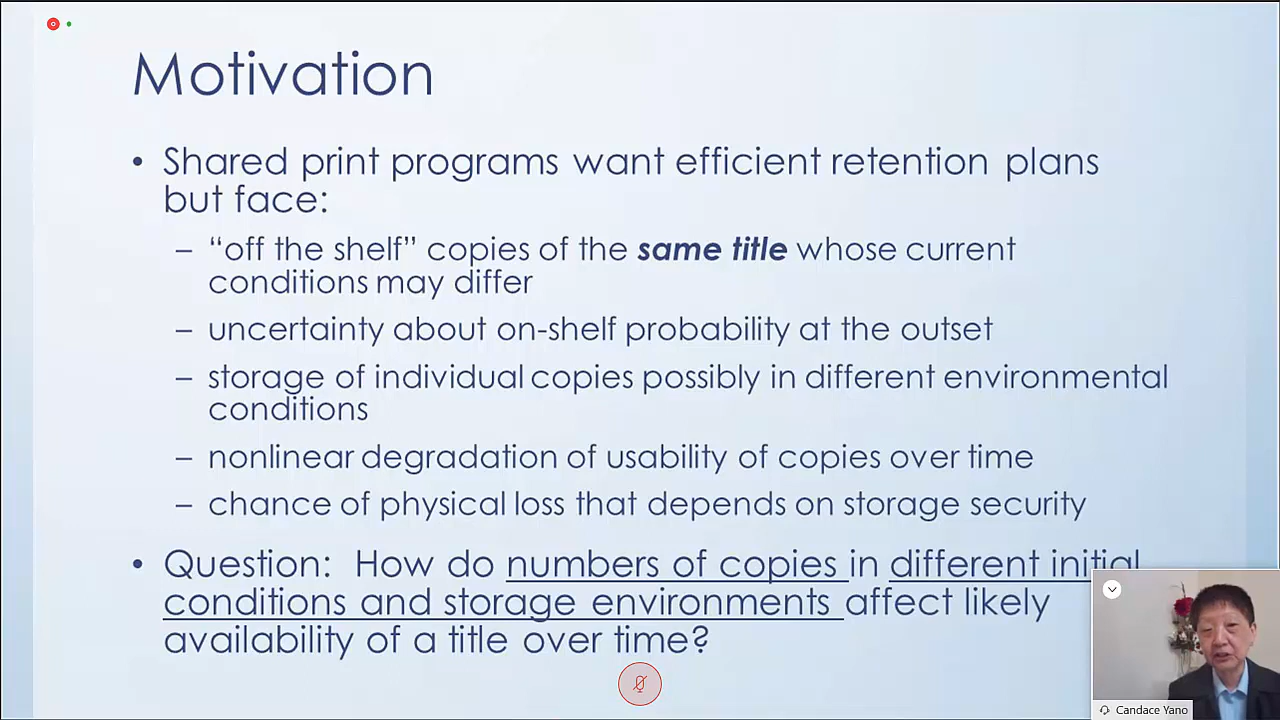 Motivation
• Shared print programs want efficient retention plans
but face:
– “off the shelf” copies of the same title whose current
conditions may differ
– uncertainty about on-shelf probability at the outset
– storage of individual copies possibly in different environmental
conditions
– nonlinear degradation of usability of copies over time
– chance of physical loss that depends on storage security
• Question: How do numbers of copies in different initial
conditions and storage environments affect likely
availability of a title over time?
Candace Yano